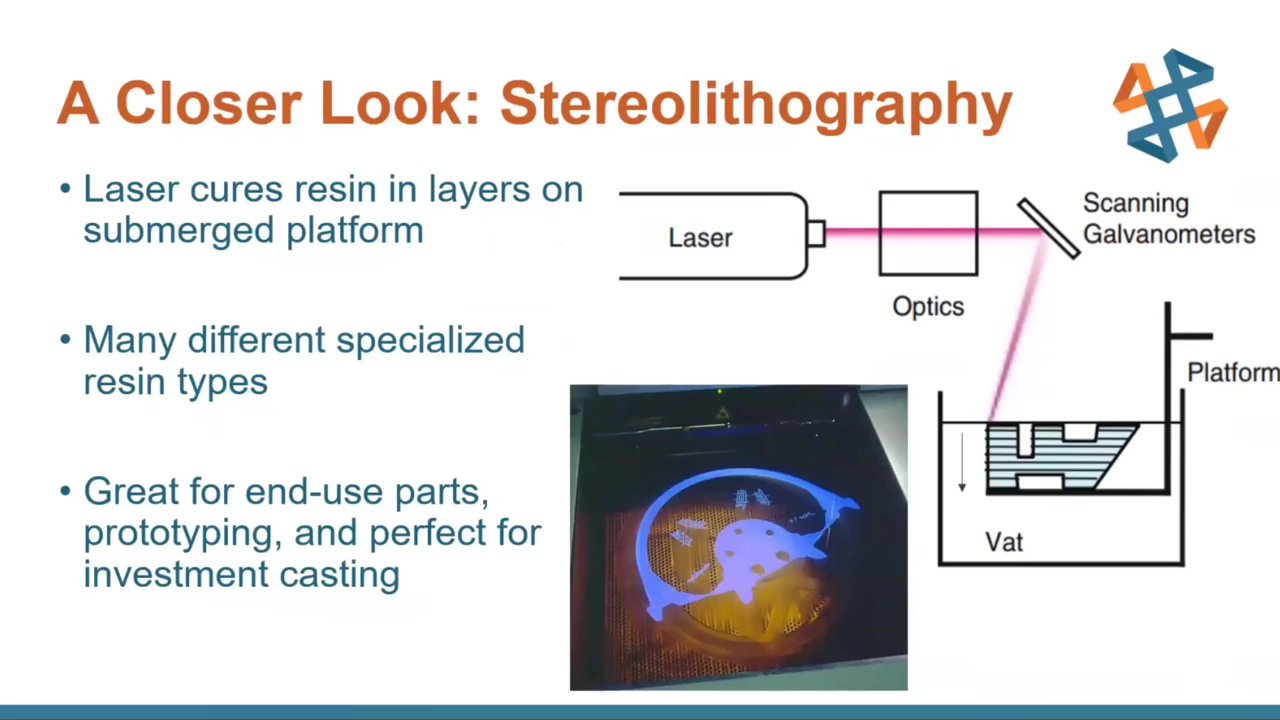 A Closer Look: Stereolithography
• Laser cures resin in layers on
submerged platform
• Many different specialized
resin types
• Great for end-use parts,
prototyping, and perfect for
investment casting
Laser
Optics
Scanning
Galvanometers
Platform
Vat